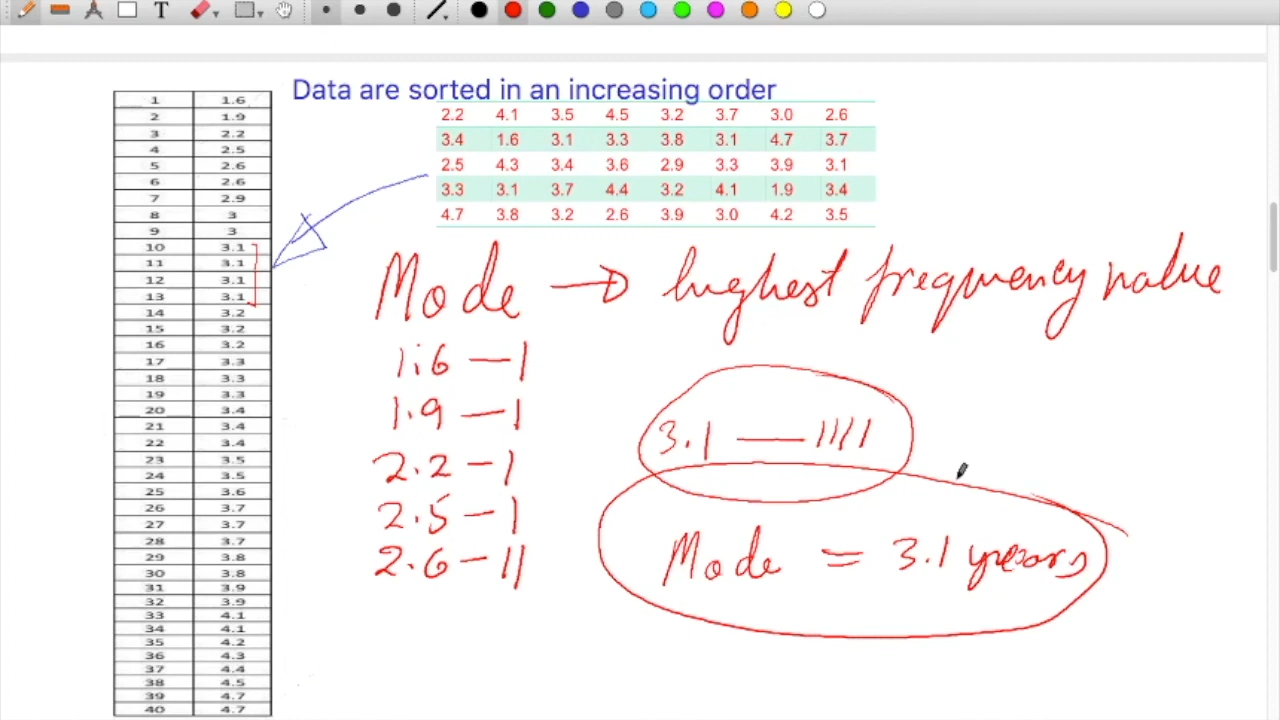 Data are sorted in an increasing order
2.2 4.1 3.5 4.5 3.2 3.7 3.0 2.6
3.4 1.6 3.1 3.3 3.8 3.1 4.7 3.7
2.5 4.3 3.4 3.6 2.9 3.3 3.9 3.1
3.3 3.1 3.7 4.4 3.2 4.1 1.9 3.4
4.7 3.8 3.2 2.6 3.9 3.0 4.2 3.5
1 1.6
2 1.9
3 2.2
4 2.5
5 2.6
6 2.6
7 2.9
8 3
9 3
10 3.1
11 3.1
12 3.1
13 3.1
14 3.2
15 3.2
16 3.2
17 3.3
18 3.3
19 3.3
20 3.4
21 3.4
22 3.4
23 3.5
24 3.5
25 3.6
26 3.7
27 3.7
28 3.7
29 3.8
30 3.8
31 3.9
32 3.9
33 4.1
34 4.1
35 4.2
36 4.3
37 4.4
38 4.5
39 4.7
40 4.7
Mode → highest frequency value
1.6 — 1
1.9 — 1
2.2 — 1
2.5 — 1
2.6 — 11
3.1 — 1111
Mode = 3.1 years
T